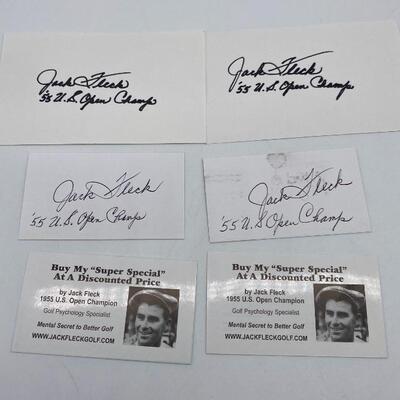 Jack Fleck
'55 U.S. Open Champ
Jack Fleck
'55 U.S. Open Champ
Jack Fleck
'55 U.S. Open Champ
Jack Fleck
'55 U.S. Open Champ
Buy My "Super Special"
At A Discounted Price
by Jack Fleck
1955 U.S. Open Champion
Golf Psychology Specialist
Mental Secret to Better Golf
WWW.JACKFLECKGOLF.COM
Buy My "Super Special"
At A Discounted Price
by Jack Fleck
1955 U.S. Open Champion
Golf Psychology Specialist
Mental Secret to Better Golf
WWW.JACKFLECKGOLF.COM